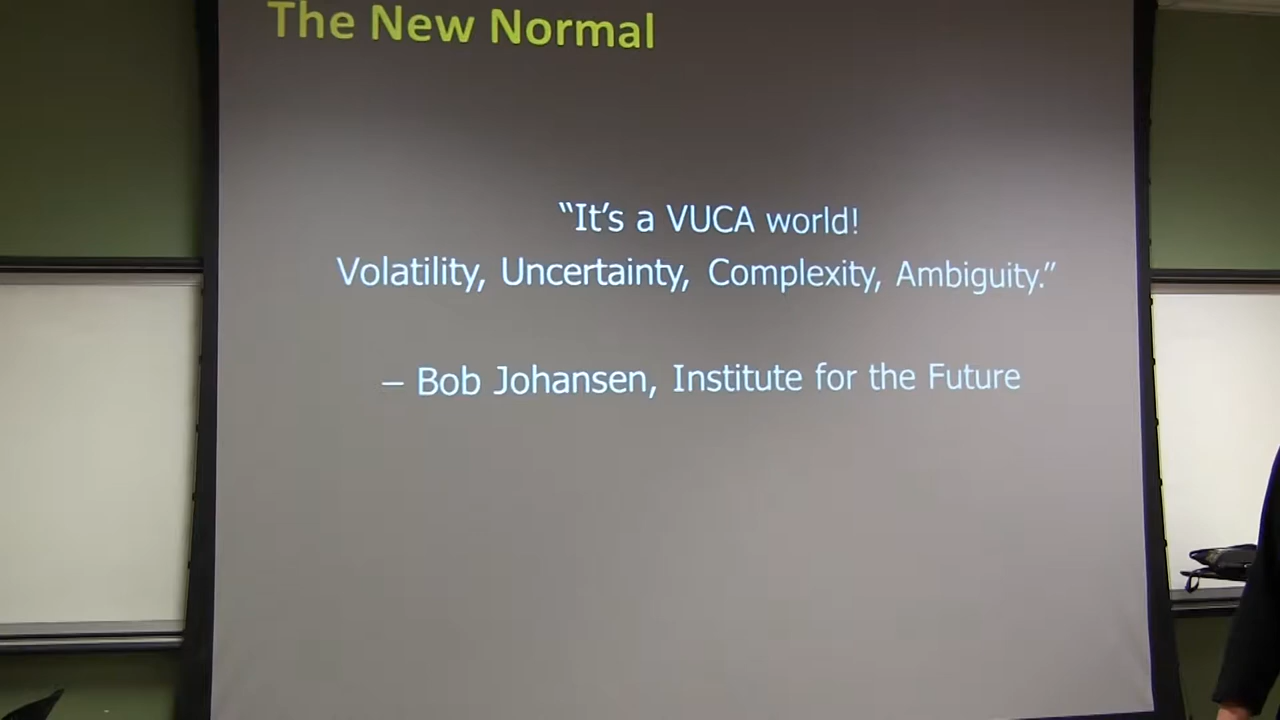 The New Normal
“It’s a VUCA world!
Volatility, Uncertainty, Complexity, Ambiguity.”
– Bob Johansen, Institute for the Future